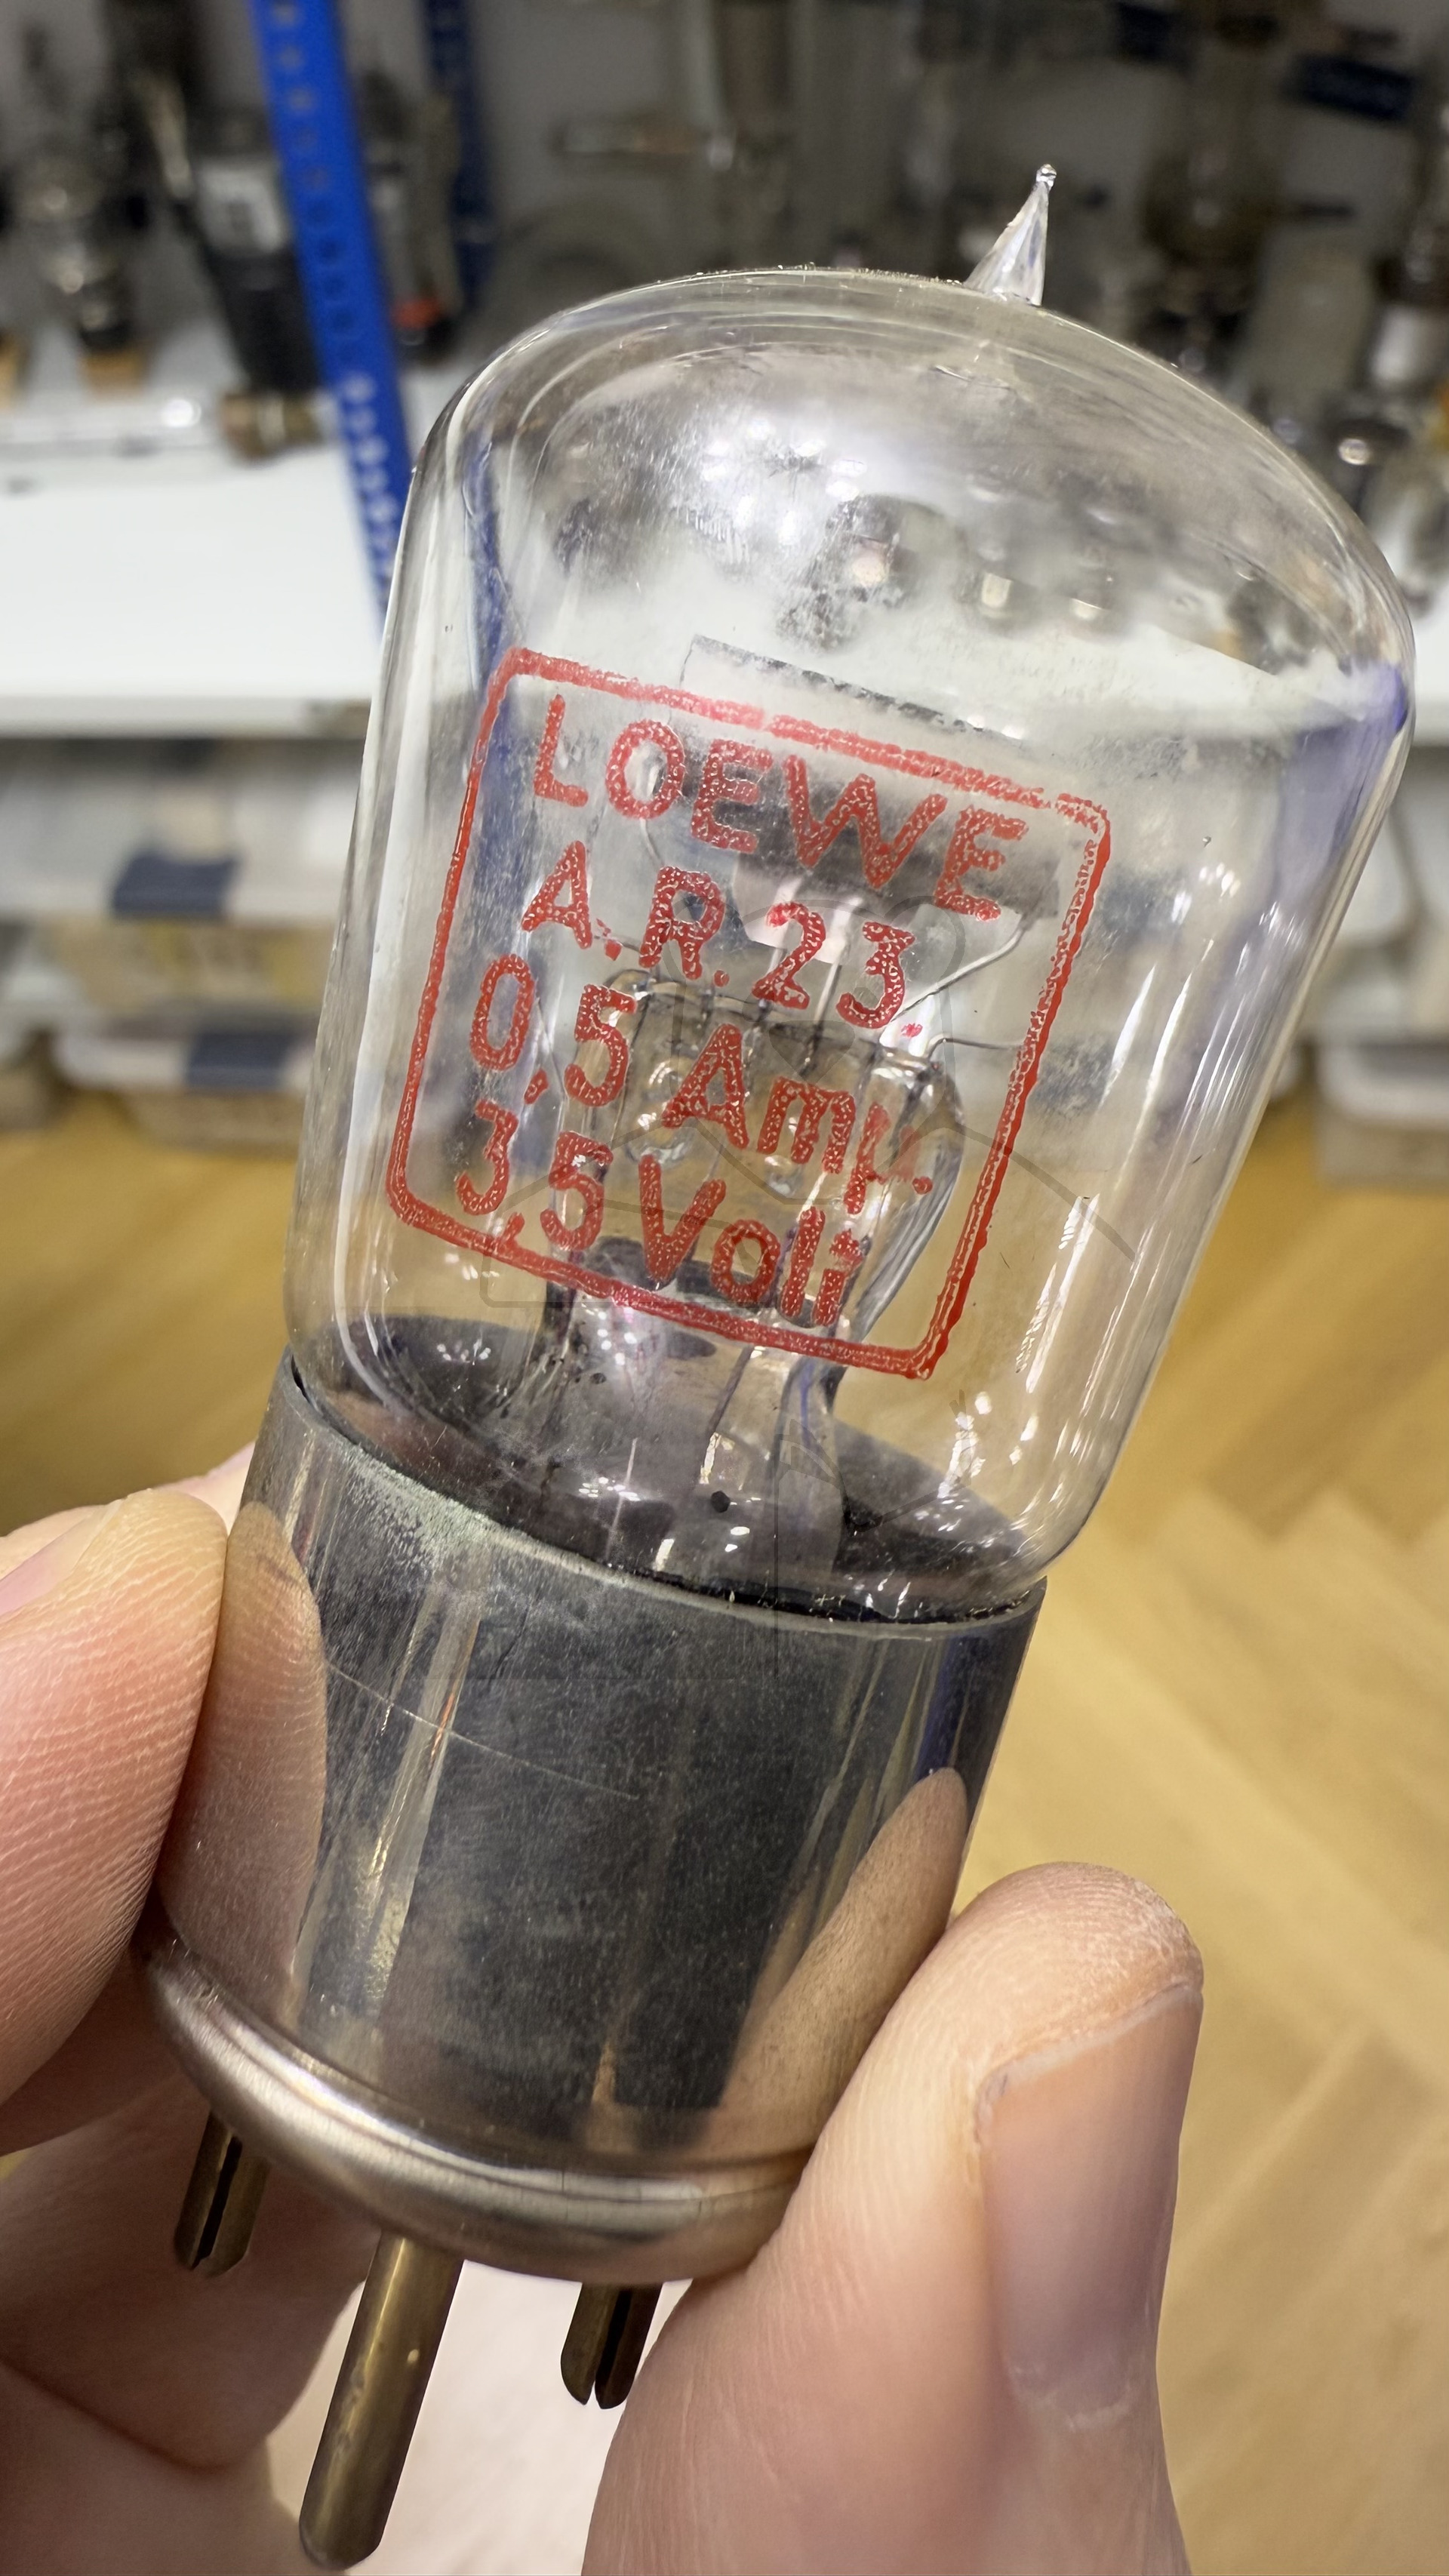 LOEWE
A.R.23.
0,5 Amp.
3,5 Volt